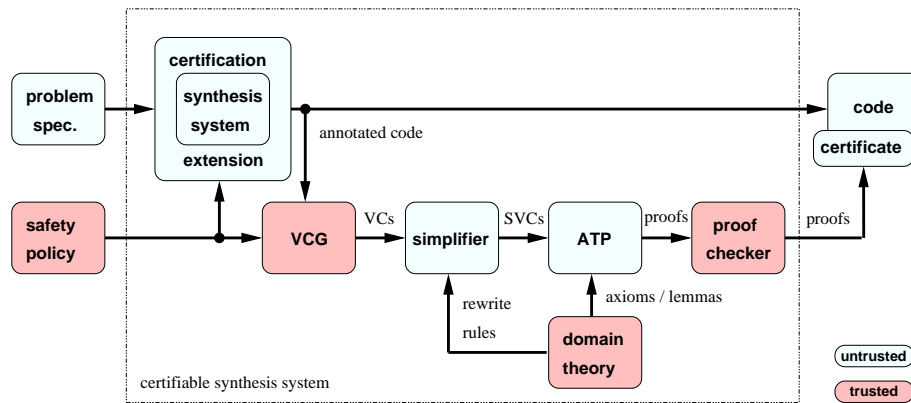 certification
problem
spec.
synthesis
system
extension
annotated code
code
certificate
safety
policy
VCG
VCs
simplifier
SVCs
ATP
proofs
proof
checker
proofs
rewrite
rules
axioms / lemmas
domain
theory
certifiable synthesis system
untrusted
trusted